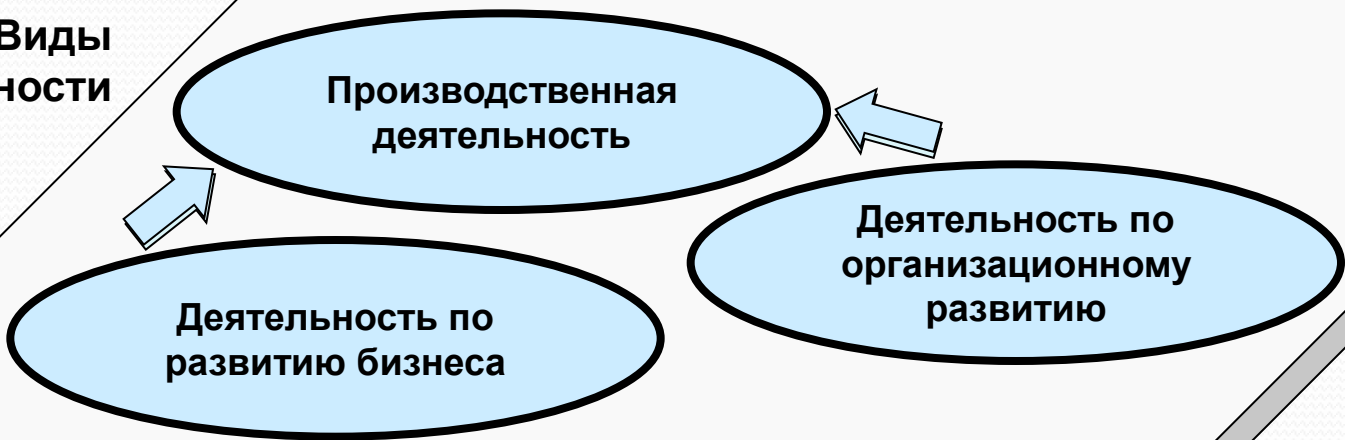 Виды
ности
Производственная
деятельность
Деятельность по
организационному
развитию
Деятельность по
развитию бизнеса